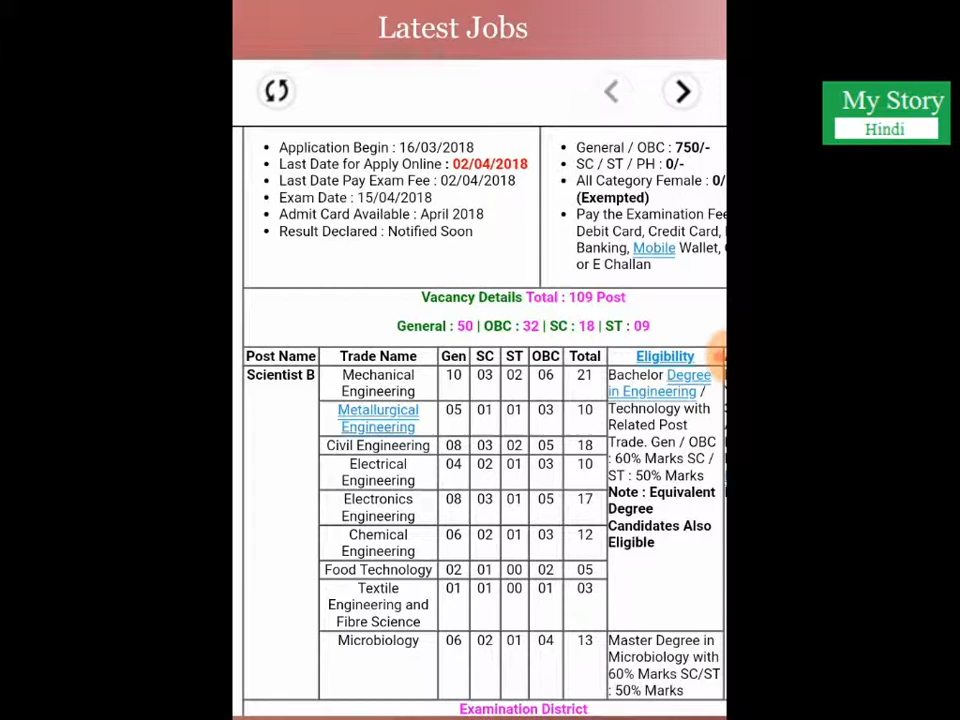 Latest Jobs
My Story
Hindi
Application Begin : 16/03/2018
Last Date for Apply Online : 02/04/2018
Last Date Pay Exam Fee : 02/04/2018
Exam Date : 15/04/2018
Admit Card Available : April 2018
Result Declared : Notified Soon
General / OBC : 750/-
SC / ST / PH : 0/-
All Category Female : 0/
(Exempted)
Pay the Examination Fee
Debit Card, Credit Card,
Banking, Mobile Wallet,
or E Challan
Vacancy Details Total : 109 Post
General : 50 | OBC : 32 | SC : 18 | ST : 09
Post Name Trade Name Gen SC ST OBC Total Eligibility
Scientist B
Mechanical
Engineering
10 03 02 06 21
Metallurgical
Engineering
05 01 01 03 10
Civil Engineering 08 03 02 05 18
Electrical
Engineering
04 02 01 03 10
Electronics
Engineering
08 03 01 05 17
Chemical
Engineering
06 02 01 03 12
Food Technology 02 01 00 02 05
Textile
Engineering and
Fibre Science
01 01 00 01 03
Bachelor Degree
in Engineering /
Technology with
Related Post
Trade. Gen / OBC
: 60% Marks SC /
ST : 50% Marks
Note : Equivalent
Degree
Candidates Also
Eligible
Microbiology 06 02 01 04 13
Master Degree in
Microbiology with
60% Marks SC/ST
: 50% Marks
Examination District